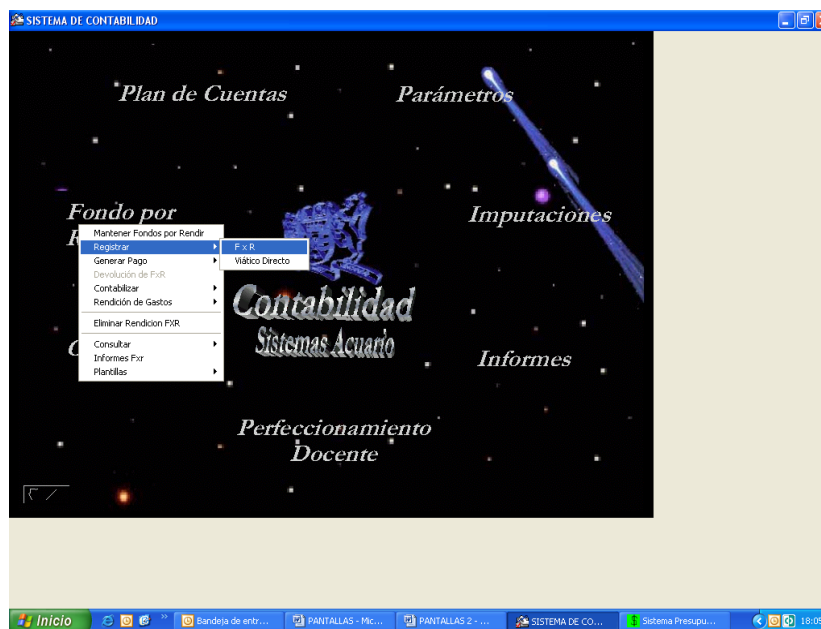 SISTEMA DE CONTABILIDAD
Plan de Cuentas
Parámetros
Fondo por
Imputaciones
Mantener Fondos por Rendir
Registrar
F x R
Generar Pago
Viático Directo
Devolución de FxR
Contabilizar
Rendición de Gastos
Eliminar Rendicion FXR
Consultar
Informes Fxr
Plantillas
Contabilidad
Sistemas Acuario
Informes
Perfeccionamiento
Docente
Inicio
Bandeja de entr...
PANTALLAS - Mic...
PANTALLAS 2 - ...
SISTEMA DE CO...
Sistema Presupu...
18:05